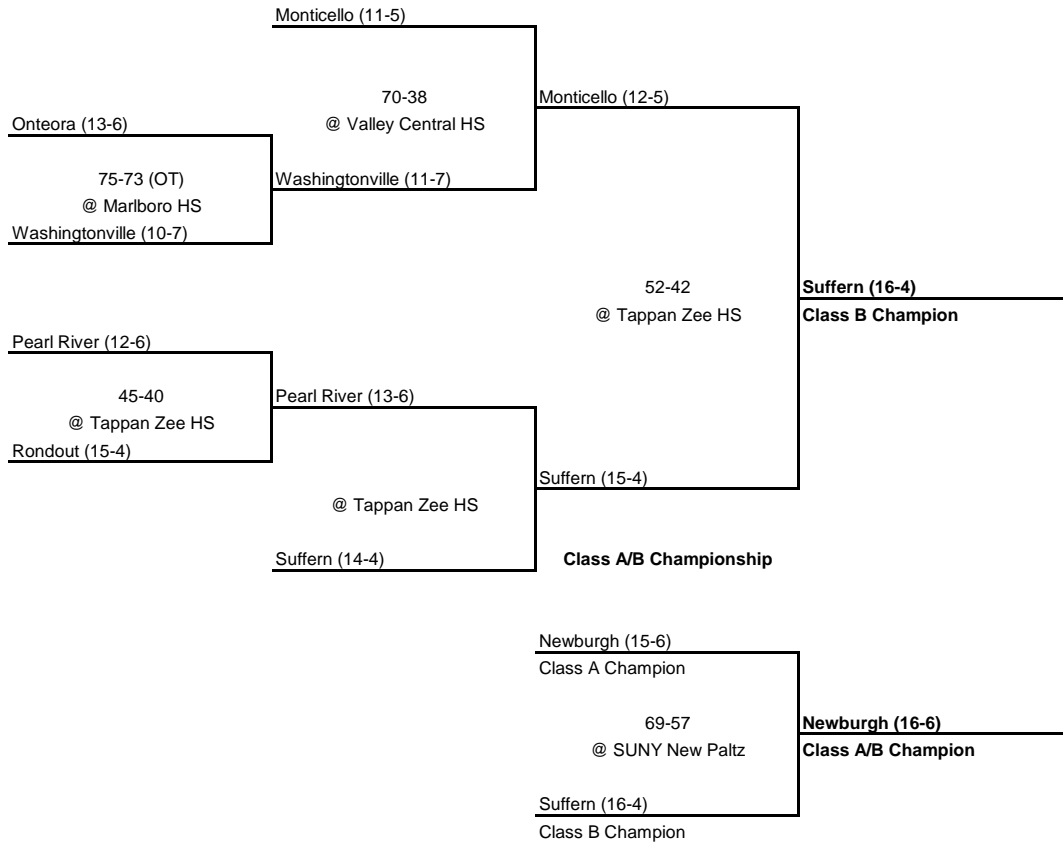 Monticello (11-5)
70-38
@ Valley Central HS
Monticello (12-5)
Onteora (13-6)
75-73 (OT)
@ Marlboro HS
Washingtonville (11-7)
Washingtonville (10-7)
52-42
@ Tappan Zee HS
Suffern (16-4)
Class B Champion
Pearl River (12-6)
45-40
@ Tappan Zee HS
Pearl River (13-6)
Rondout (15-4)
@ Tappan Zee HS
Suffern (15-4)
Suffern (14-4)
Class A/B Championship
Newburgh (15-6)
Class A Champion
69-57
@ SUNY New Paltz
Newburgh (16-6)
Class A/B Champion
Suffern (16-4)
Class B Champion